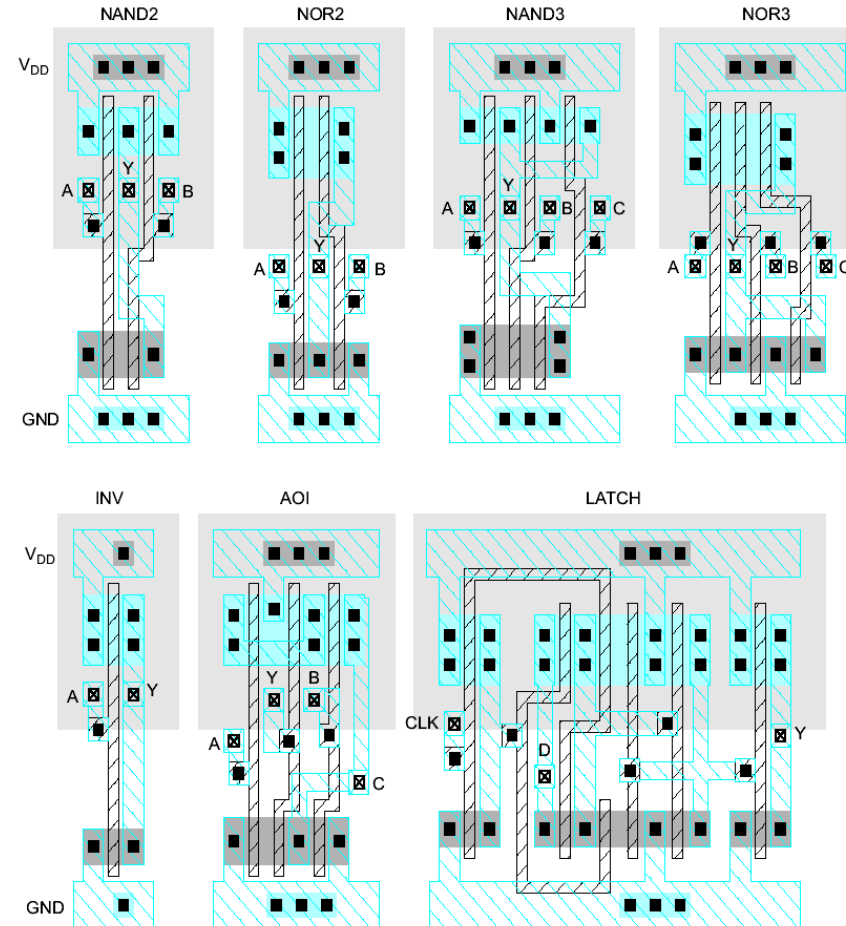 NAND2 NOR2 NAND3 NOR3
VDD
Y
A B
Y
A B
Y
A B C
Y
A B C
GND
INV AOI LATCH
VDD
A Y
Y B
A
C
CLK
D
Y
GND